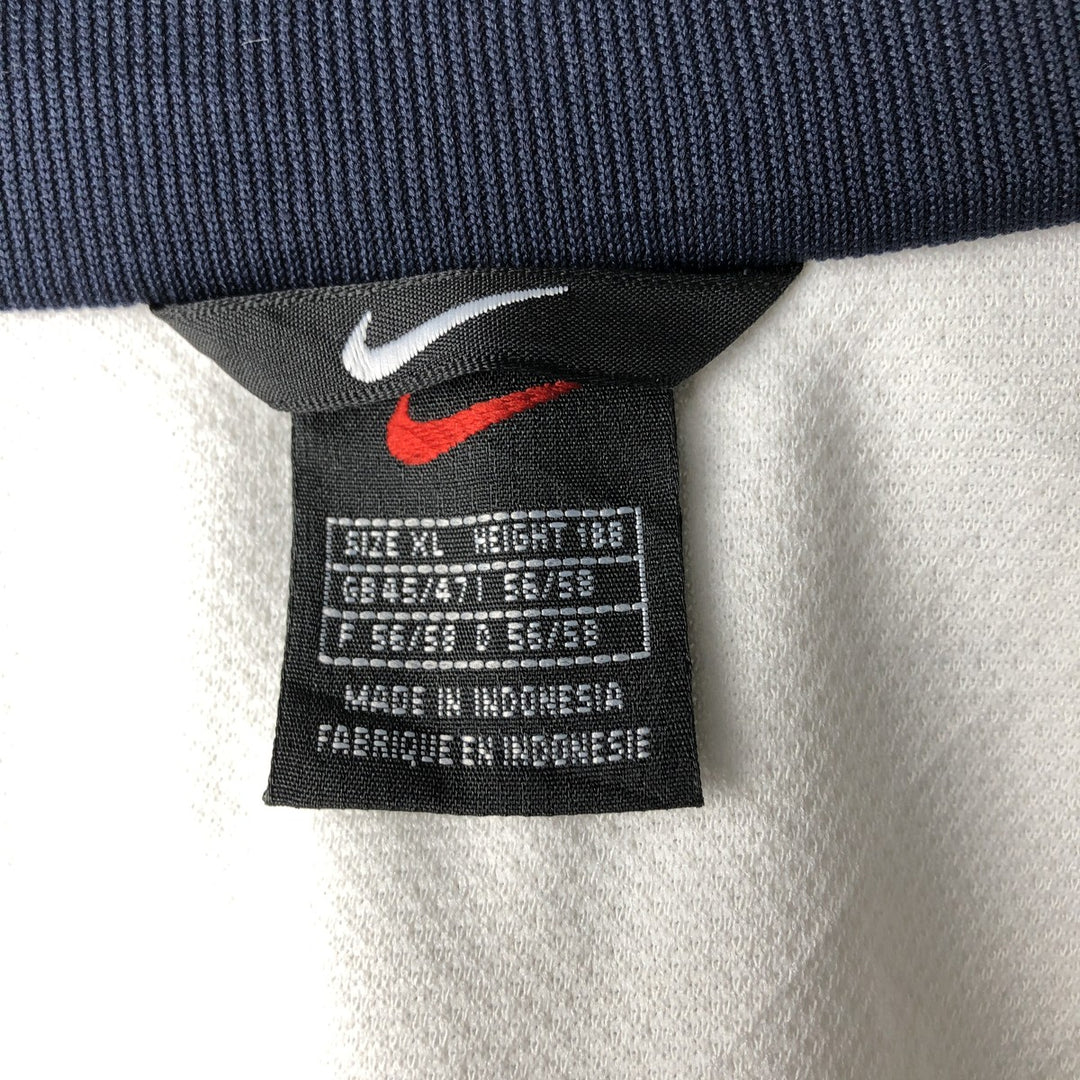 SIZE XL HEIGHT 188
GB 45/47 I 56/58
F 56/58 D 56/58
MADE IN INDONESIA
FABRIQUE EN INDONESIE